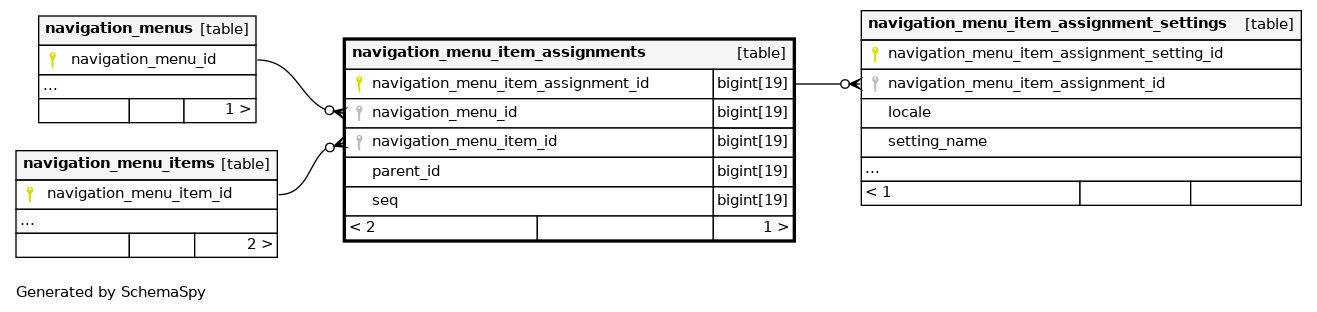 navigation_menus [table]
navigation_menu_id
...
1 >
navigation_menu_items [table]
navigation_menu_item_id
...
2 >
navigation_menu_item_assignments [table]
navigation_menu_item_assignment_id bigint[19]
navigation_menu_id bigint[19]
navigation_menu_item_id bigint[19]
parent_id bigint[19]
seq bigint[19]
< 2 1 >
navigation_menu_item_assignment_settings [table]
navigation_menu_item_assignment_setting_id
navigation_menu_item_assignment_id
locale
setting_name
...
< 1
Generated by SchemaSpy